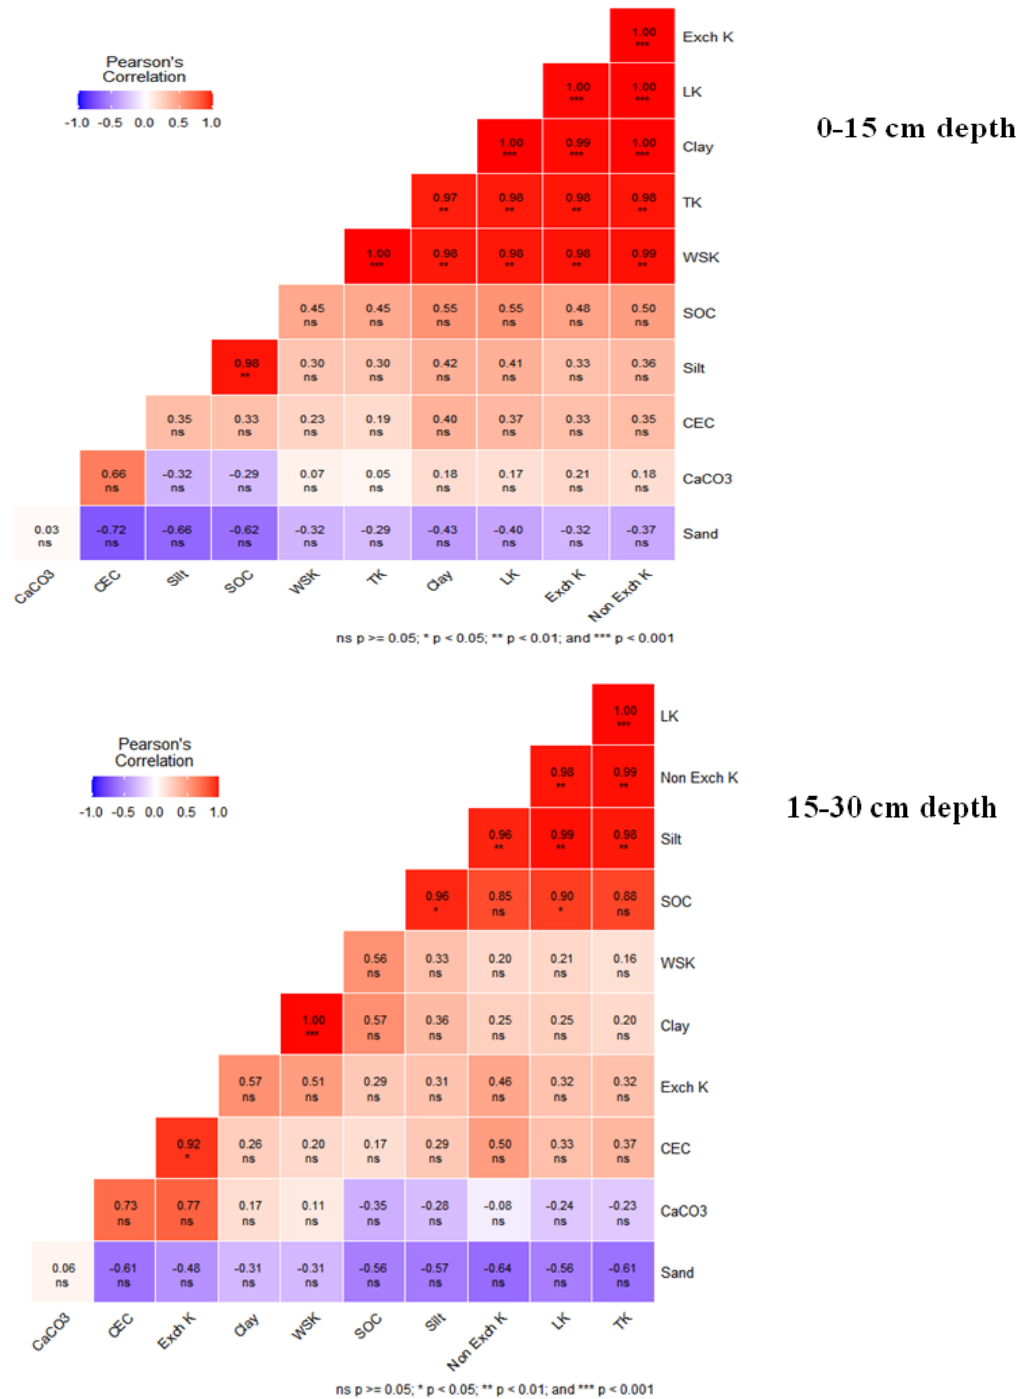 Pearson's
Correlation
-1.0 -0.5 0.0 0.5 1.0
0-15 cm depth
1.00 Exch K
***
1.00 1.00 LK
*** ***
1.00 0.99 1.00 Clay
*** *** ***
0.97 0.98 0.98 0.98 TK
** ** ** **
1.00 0.98 0.98 0.98 0.99 WSK
*** ** ** ** **
0.45 0.45 0.55 0.55 0.48 0.50 SOC
ns ns ns ns ns ns
0.98 0.30 0.30 0.42 0.41 0.33 0.36 Silt
** ns ns ns ns ns ns
0.35 0.33 0.23 0.19 0.40 0.37 0.33 0.35 CEC
ns ns ns ns ns ns ns ns
0.66 -0.32 -0.29 0.07 0.05 0.18 0.17 0.21 0.18 CaCO3
ns ns ns ns ns ns ns ns ns
0.03 -0.72 -0.66 -0.62 -0.32 -0.29 -0.43 -0.40 -0.32 -0.37 Sand
ns ns ns ns ns ns ns ns ns ns
CaCO3 CEC Silt SOC WSK TK Clay LK Exch K Non Exch K
ns p >= 0.05; * p < 0.05; ** p < 0.01; and *** p < 0.001
Pearson's
Correlation
-1.0 -0.5 0.0 0.5 1.0
15-30 cm depth
1.00 LK
***
0.98 0.99 Non Exch K
** **
0.96 0.99 0.98 Silt
** ** **
0.96 0.85 0.90 0.88 SOC
* ns * ns
0.56 0.33 0.20 0.21 0.16 WSK
ns ns ns ns ns
1.00 0.57 0.36 0.25 0.25 0.20 Clay
*** ns ns ns ns ns
0.57 0.51 0.29 0.31 0.46 0.32 0.32 Exch K
ns ns ns ns ns ns ns
0.92 0.26 0.20 0.17 0.29 0.50 0.33 0.37 CEC
* ns ns ns ns ns ns ns
0.73 0.77 0.17 0.11 -0.35 -0.28 -0.08 -0.24 -0.23 CaCO3
ns ns ns ns ns ns ns ns ns
0.06 -0.61 -0.48 -0.31 -0.31 -0.56 -0.57 -0.64 -0.56 -0.61 Sand
ns ns ns ns ns ns ns ns ns ns
CaCO3 CEC Exch K Clay WSK SOC Silt Non Exch K LK TK
ns p >= 0.05; * p < 0.05; ** p < 0.01; and *** p < 0.001